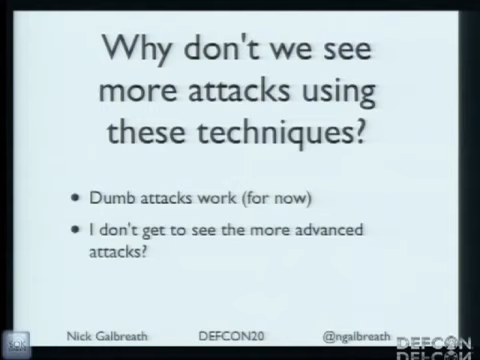 Why don't we see
more attacks using
these techniques?
• Dumb attacks work (for now)
• I don't get to see the more advanced
attacks?
Nick Galbreath DEFCON20 @ngalbreath
DEFCON
DEFCON